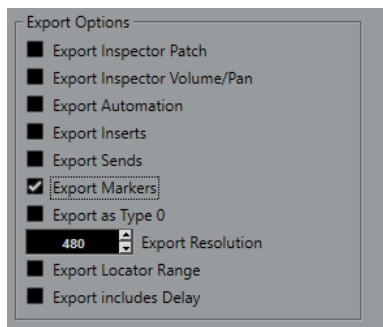 Export Options
Export Inspector Patch
Export Inspector Volume/Pan
Export Automation
Export Inserts
Export Sends
Export Markers
Export as Type 0
480 Export Resolution
Export Locator Range
Export includes Delay